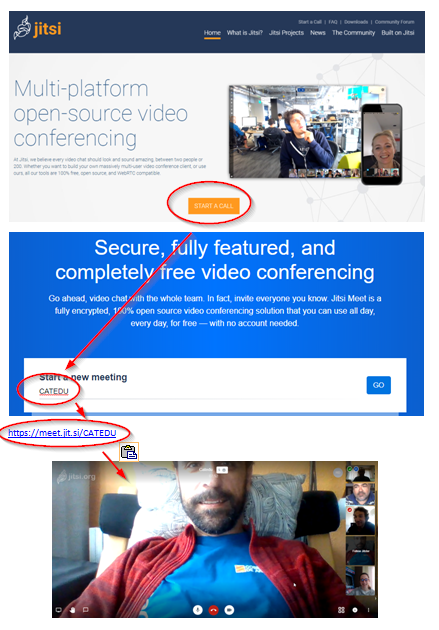 jitsi
Start a Call | FAQ | Downloads | Community Forum
Home What is Jitsi? Jitsi Projects News The Community Built on Jitsi
Multi-platform
open-source video
conferencing
At Jitsi, we believe every video chat should look and sound amazing, between two people or
200. Whether you want to build your own massively multi-user video conference client, or use
ours, all our tools are 100% free, open source, and WebRTC compatible.
START A CALL
Secure, fully featured, and
completely free video conferencing
Go ahead, video chat with the whole team. In fact, invite everyone you know. Jitsi Meet is a
fully encrypted, 100% open source video conferencing solution that you can use all day,
every day, for free — with no account needed.
Start a new meeting
CATEDU
GO
https://meet.jit.si/CATEDU
jitsi.org